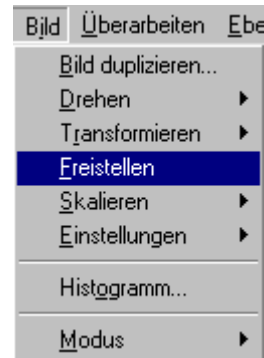 Bild Überarbeiten Ebe
Bild duplizieren...
Drehen
Transformieren
Freistellen
Skalieren
Einstellungen
Histogramm...
Modus